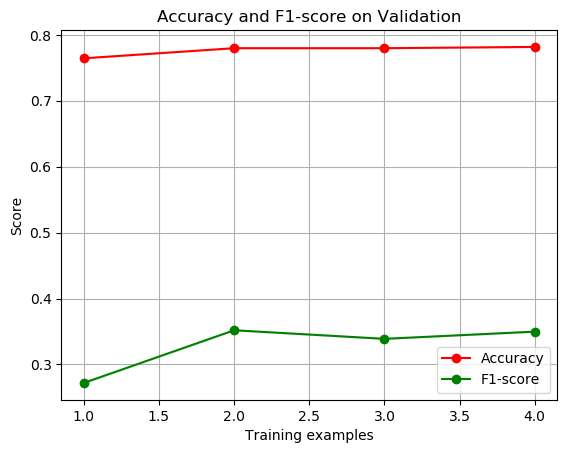 Accuracy and F1-score on Validation
Score
0.8
0.7
0.6
0.5
0.4
0.3
Accuracy
F1-score
1.0 1.5 2.0 2.5 3.0 3.5 4.0
Training examples